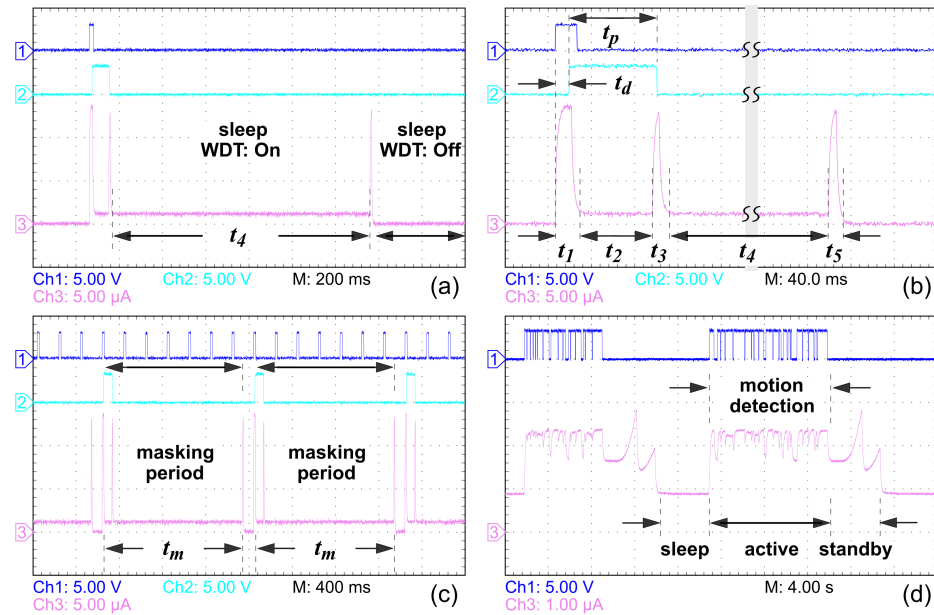 1
2
3
sleep
WDT: On
sleep
WDT: Off
t4
Ch1: 5.00 V Ch2: 5.00 V M: 200 ms
Ch3: 5.00 µA
(a)
1
2
3
tp
td
t1 t2 t3 t4 t5
Ch1: 5.00 V Ch2: 5.00 V M: 40.0 ms
Ch3: 5.00 µA
(b)
1
2
3
masking
period
masking
period
tm tm
Ch1: 5.00 V Ch2: 5.00 V M: 400 ms
Ch3: 5.00 µA
(c)
1
3
motion
detection
sleep active standby
Ch1: 5.00 V M: 4.00 s
Ch3: 1.00 µA
(d)